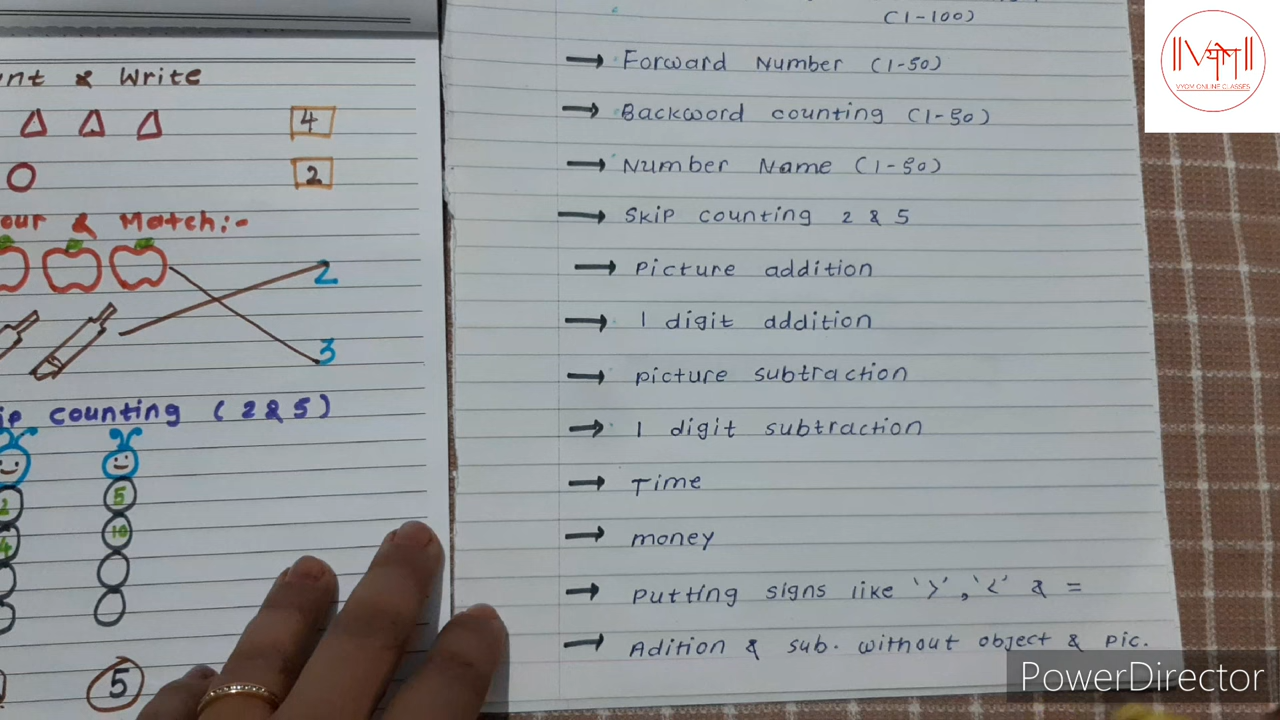 nt & Write
4
2
our & Match:-
2
3
ip counting ( 2 & 5 )
2
5
4
10
5
(1-100)
→ Forward Number (1-50)
→ Backword counting (1-50)
→ Number Name (1-50)
→ Skip counting 2 & 5
→ Picture addition
→ 1 digit addition
→ picture subtraction
→ 1 digit subtraction
→ Time
→ money
→ Putting signs like '>', '<' & =
→ Adition & sub. without object & pic.
||Vyोम||
VYOM ONLINE CLASSES
PowerDirector